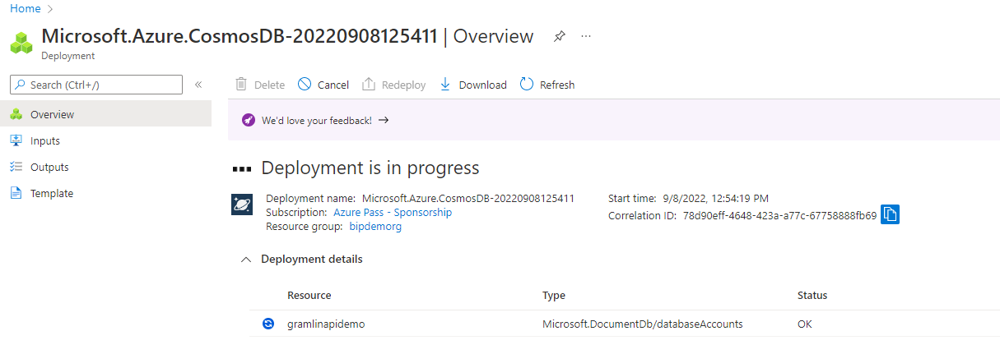 Home >
Microsoft.Azure.CosmosDB-20220908125411 | Overview ...
Deployment
Search (Ctrl+/) «
Delete Cancel Redeploy Download Refresh
Overview
Inputs
Outputs
Template
We'd love your feedback! →
Deployment is in progress
Deployment name: Microsoft.Azure.CosmosDB-20220908125411
Subscription: Azure Pass - Sponsorship
Resource group: bipdemorg
Start time: 9/8/2022, 12:54:19 PM
Correlation ID: 78d90eff-4648-423a-a77c-67758888fb69
Deployment details
Resource Type Status
gramlinapidemo Microsoft.DocumentDb/databaseAccounts OK